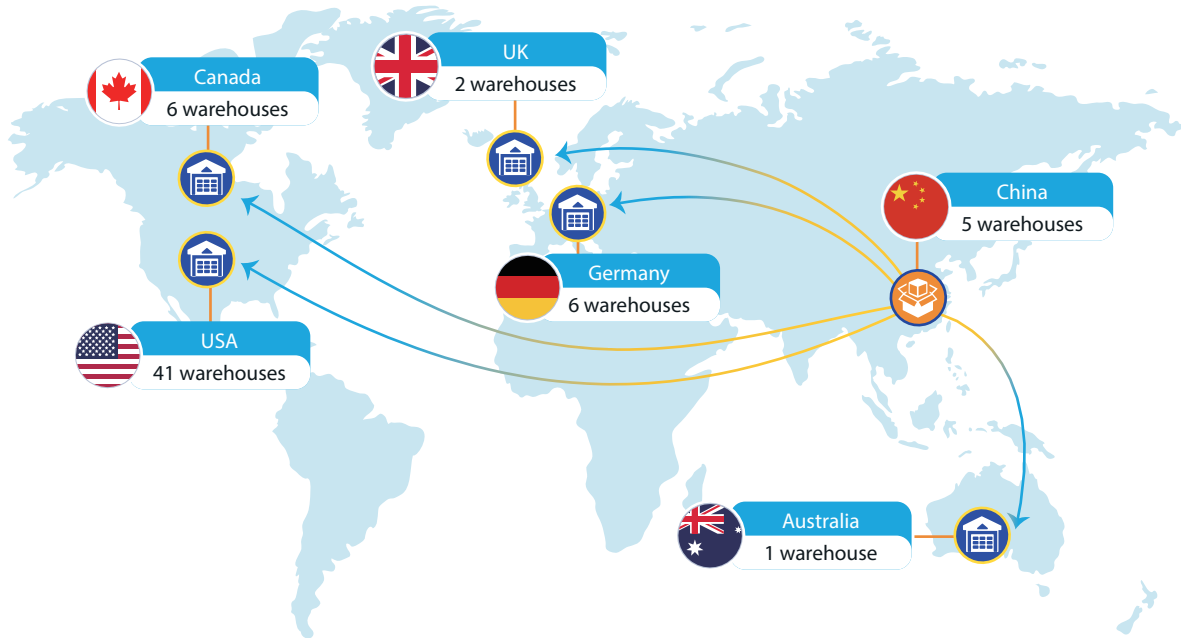 UK
2 warehouses
Canada
6 warehouses
China
5 warehouses
Germany
6 warehouses
USA
41 warehouses
Australia
1 warehouse